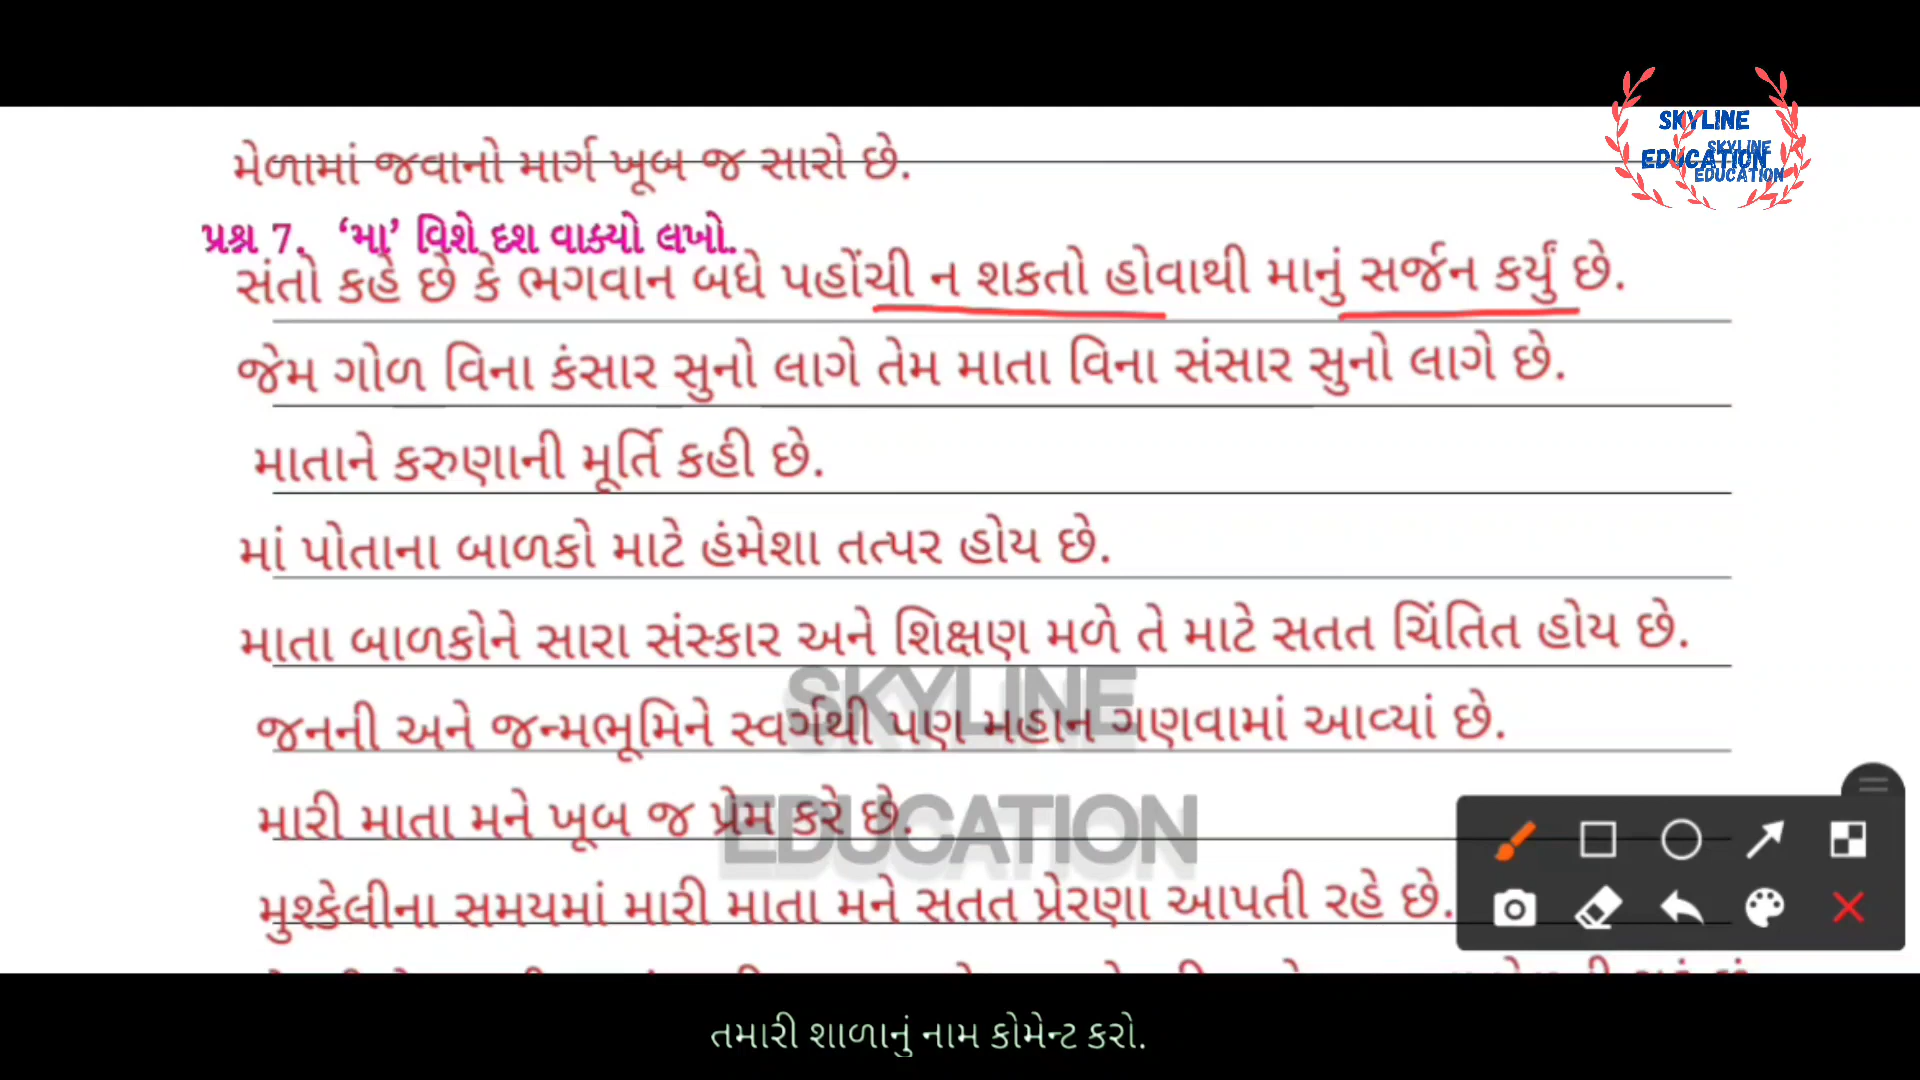 SKYLINE
EDUCATION
SKYLINE
EDUCATION
મેળામાં જવાનો માર્ગ ખૂબ જ સારો છે.
પ્રશ્ન 7. ‘મા’ વિશે દશ વાક્યો લખો.
સંતો કહે છે કે ભગવાન બધે પહોંચી ન શકતો હોવાથી માનું સર્જન કર્યું છે.
જેમ ગોળ વિના કંસાર સુનો લાગે તેમ માતા વિના સંસાર સુનો લાગે છે.
માતાને કરુણાની મૂર્તિ કહી છે.
માં પોતાના બાળકો માટે હંમેશા તત્પર હોય છે.
માતા બાળકોને સારા સંસ્કાર અને શિક્ષણ મળે તે માટે સતત ચિંતિત હોય છે.
જનની અને જન્મભૂમિને સ્વર્ગથી પણ મહાન ગણવામાં આવ્યાં છે.
મારી માતા મને ખૂબ જ પ્રેમ કરે છે.
મુશ્કેલીના સમયમાં મારી માતા મને સતત પ્રેરણા આપતી રહે છે.
SKYLINE
EDUCATION
તમારી શાળાનું નામ કોમેન્ટ કરો.